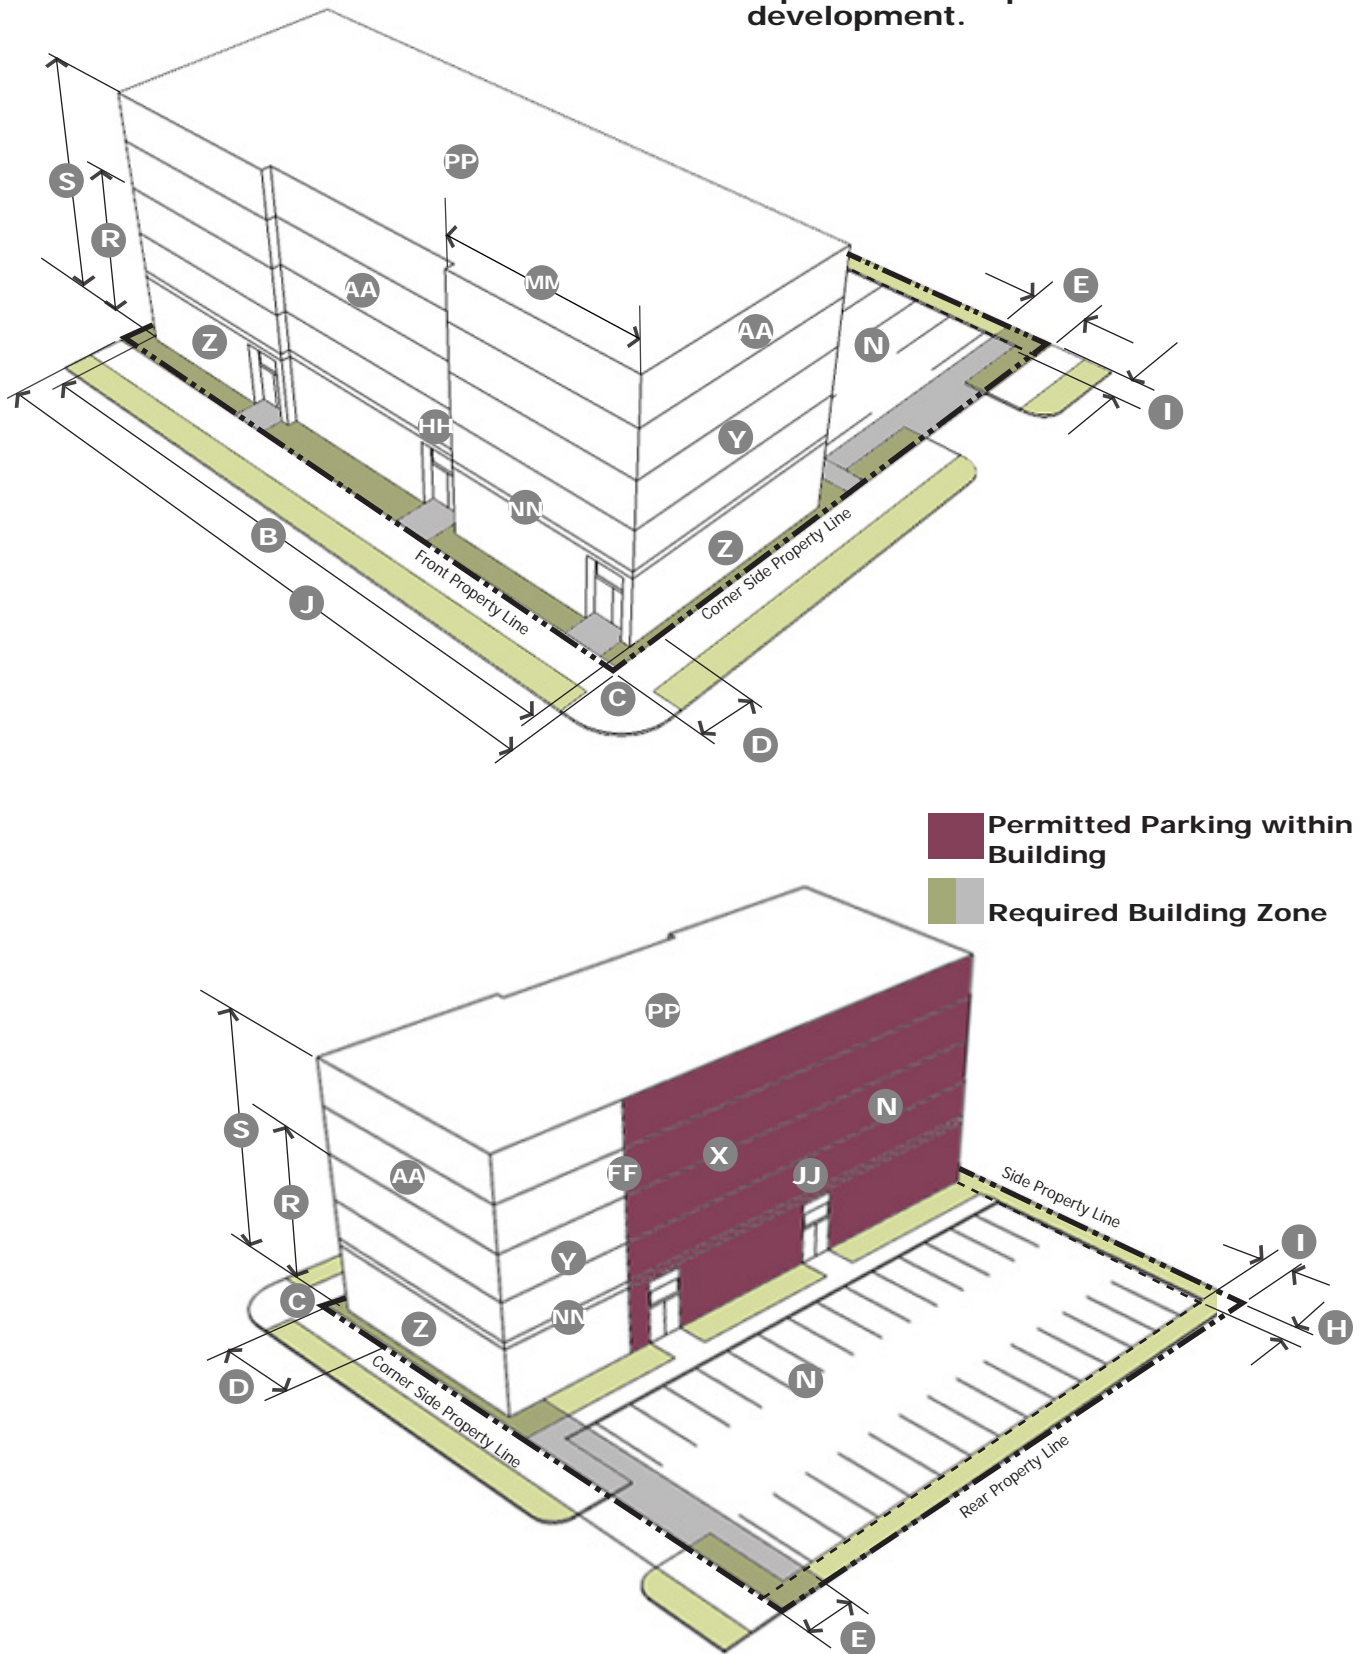 development.
PP
S
R
MM
E
AA
AA
N
Z
I
HH
Y
NN
B
Z
Front Property Line
Corner Side Property Line
J
C
D
Permitted Parking within
Building
Required Building Zone
PP
N
S
X
AA
FF
JJ
R
Side Property Line
Y
I
C
NN
Z
H
N
D
Corner Side Property Line
Rear Property Line
E